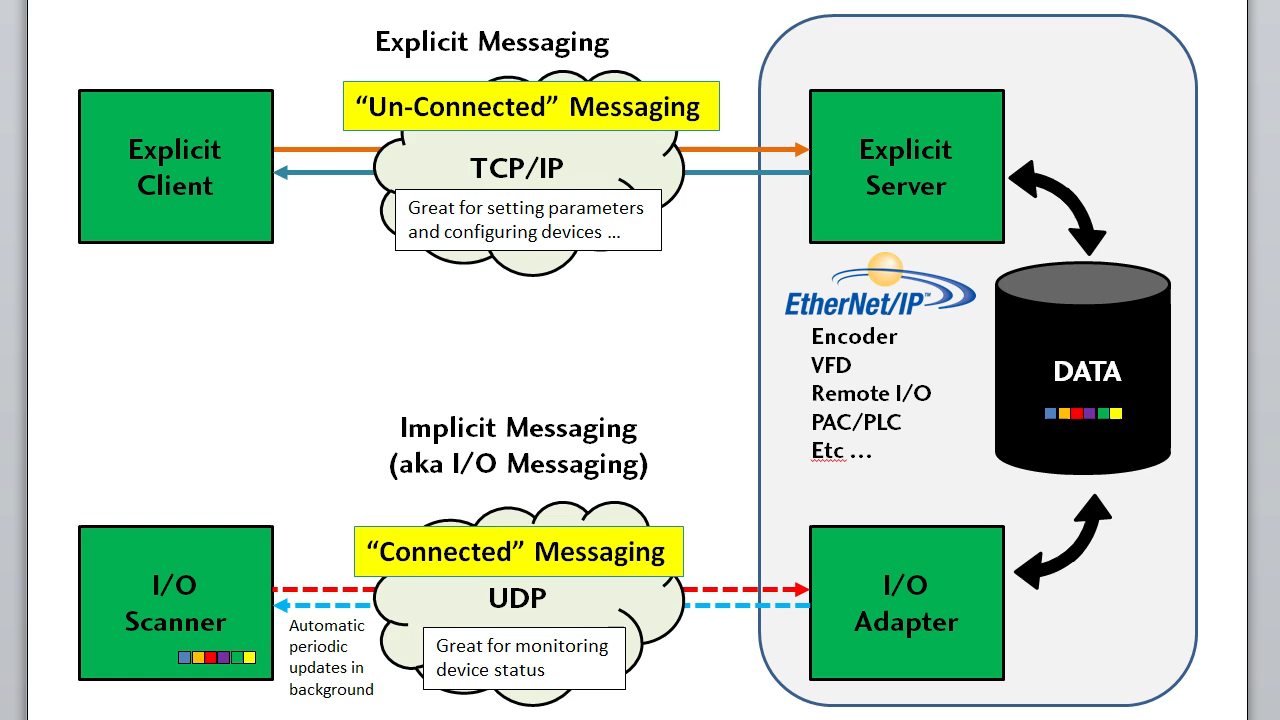 Explicit Messaging
“Un-Connected” Messaging
Explicit
Client
TCP/IP
Great for setting parameters
and configuring devices ...
Explicit
Server
EtherNet/IP™
Encoder
VFD
Remote I/O
PAC/PLC
Etc ...
DATA
Implicit Messaging
(aka I/O Messaging)
“Connected” Messaging
I/O
Scanner
UDP
Automatic
periodic
updates in
background
Great for monitoring
device status
I/O
Adapter